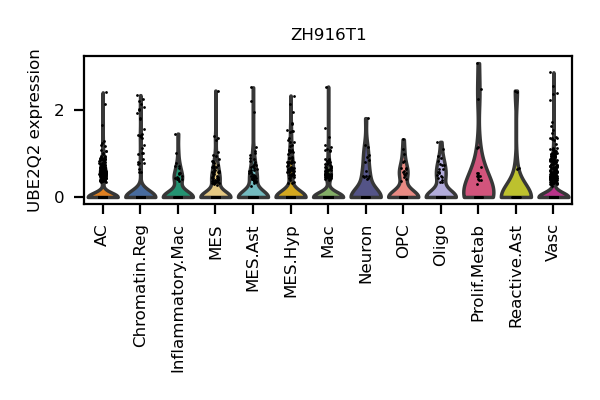 ZH916T1
UBE2Q2 expression
2
0
AC
Chromatin.Reg
Inflammatory.Mac
MES
MES.Ast
MES.Hyp
Mac
Neuron
OPC
Oligo
Prolif.Metab
Reactive.Ast
Vasc